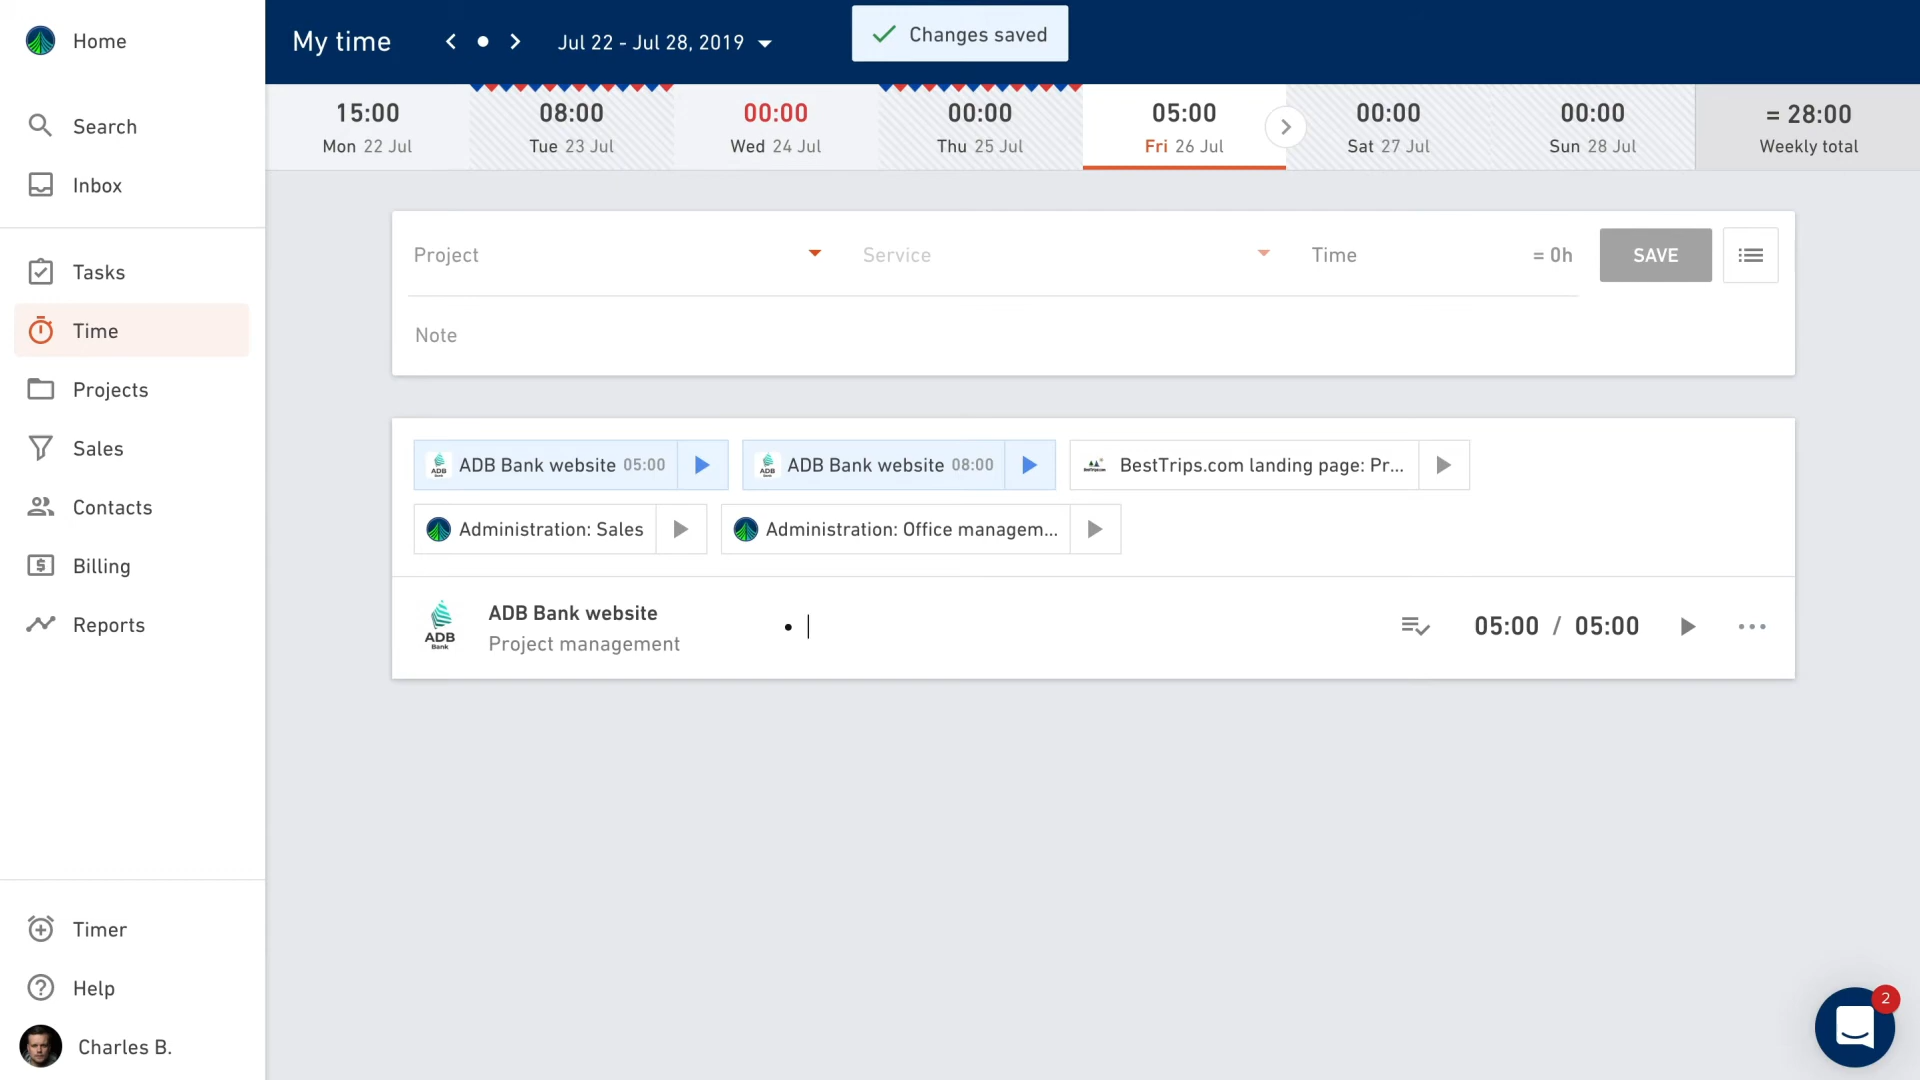 Home
Search
Inbox
Tasks
Time
Projects
Sales
Contacts
Billing
Reports
Timer
Help
Charles B.
My time
Jul 22 - Jul 28, 2019
Changes saved
15:00
Mon 22 Jul
08:00
Tue 23 Jul
00:00
Wed 24 Jul
00:00
Thu 25 Jul
05:00
Fri 26 Jul
00:00
Sat 27 Jul
00:00
Sun 28 Jul
= 28:00
Weekly total
Project
Service
Time
= 0h
SAVE
Note
ADB Bank website 05:00
ADB Bank website 08:00
BestTrips.com landing page: Pr...
Administration: Sales
Administration: Office managem...
ADB
Bank
ADB Bank website
Project management
•
05:00 / 05:00
2